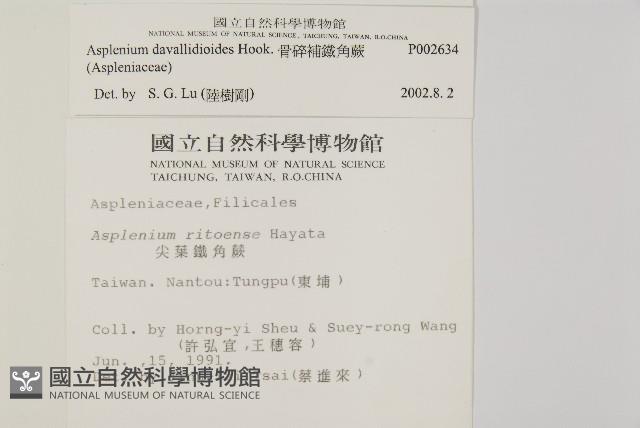 國立自然科學博物館
NATIONAL MUSEUM OF NATURAL SCIENCE, TAICHUNG, TAIWAN, R.O.CHINA
Asplenium davallidioides Hook. 骨碎補鐵角蕨 P002634
(Aspleniaceae)
Det. by S. G. Lu (陸樹剛) 2002.8. 2
國立自然科學博物館
NATIONAL MUSEUM OF NATURAL SCIENCE
TAICHUNG, TAIWAN, R.O.CHINA
Aspleniaceae,Filicales
Asplenium ritoense Hayata
尖葉鐵角蕨
Taiwan. Nantou:Tungpu(東埔)
Coll. by Horng-yi Sheu & Suey-rong Wang
(許弘宜,王穗容)
Jun. ,15, 1991.
sai(蔡進來)
國立自然科學博物館
NATIONAL MUSEUM OF NATURAL SCIENCE